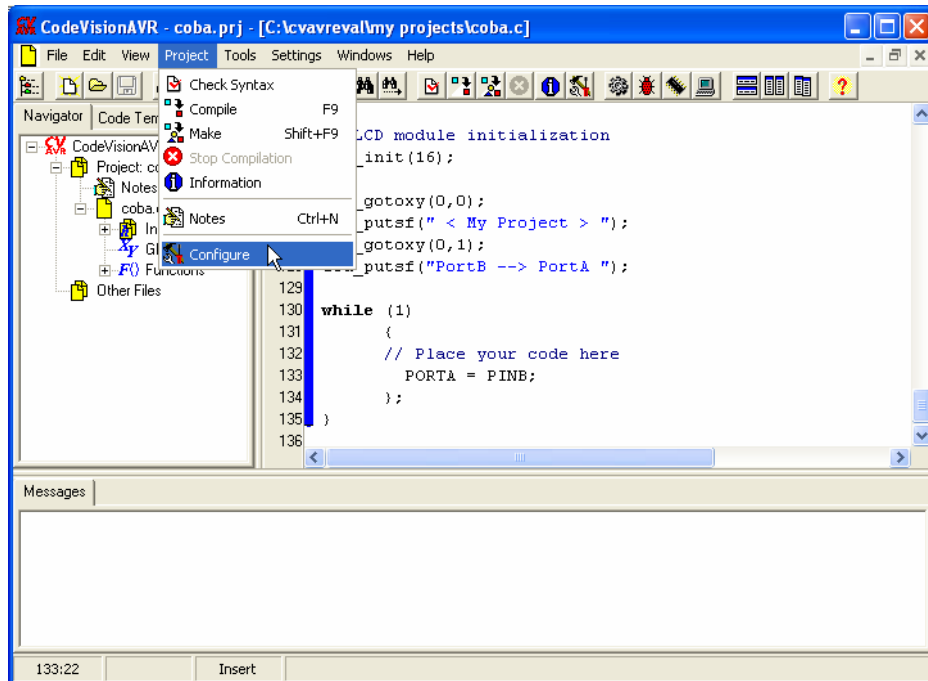 CodeVisionAVR - coba.prj - [C:\cvavreval\my projects\coba.c]
File Edit View Project Tools Settings Windows Help
Navigator Code Ten
CodeVisionAV
Project: co
Notes
coba.
In
Gl
F() Functions
Other Files
Check Syntax
Compile F9
Make Shift+F9
Stop Compilation
Information
Notes Ctrl+N
Configure
LCD module initialization
_init(16);
_gotoxy(0,0);
_putsf(" < My Project > ");
_gotoxy(0,1);
_putsf("PortB --> PortA ");
129
130 while (1)
131 {
132 // Place your code here
133 PORTA = PINB;
134 };
135 }
136
Messages
133:22 Insert